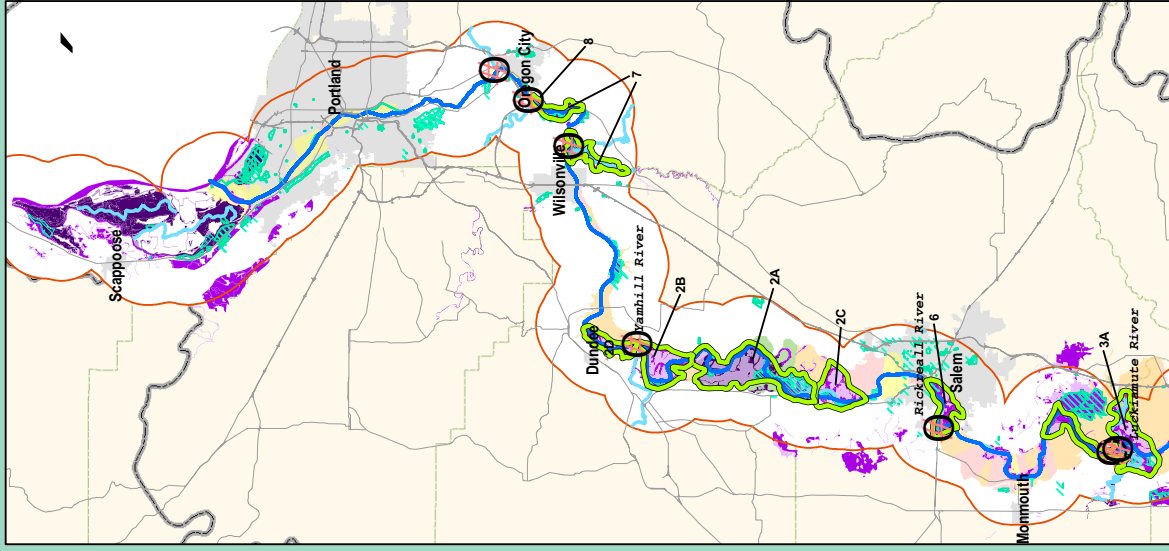 Scappoose
Portland
Oregon City
8
7
Wilsonville
Yamhill River
Dundee
2D
2B
2A
2C
Rickreall River
6
Salem
Monmouth
3A
Luckiamute River